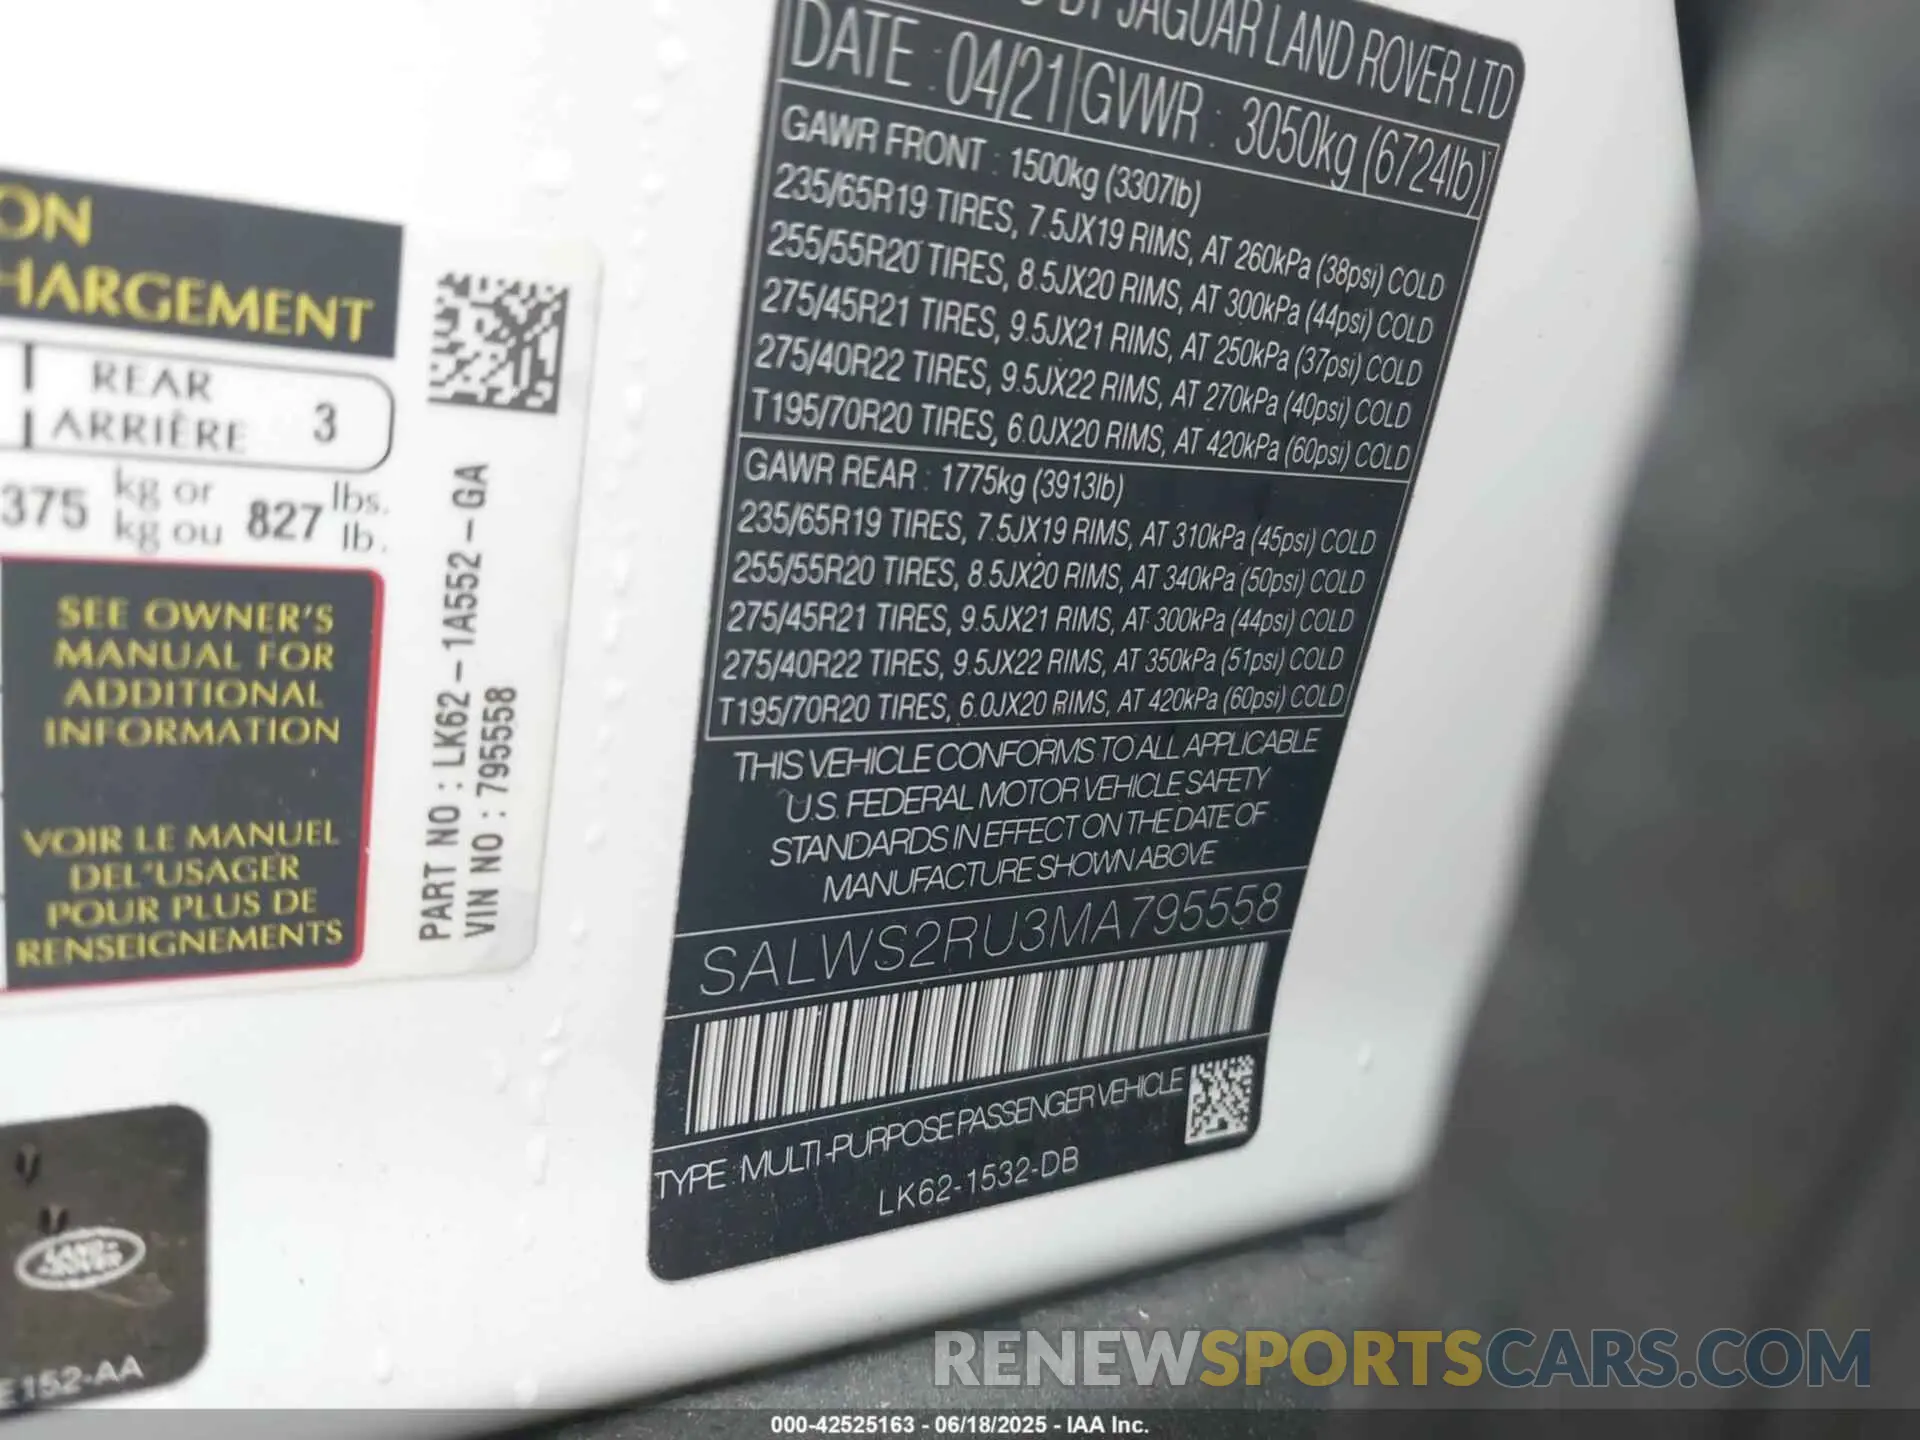 ON
HARGEMENT
REAR
ARRIÈRE 3
375 kg or
kg ou 827 lbs.
lb.
SEE OWNER'S
MANUAL FOR
ADDITIONAL
INFORMATION
VOIR LE MANUEL
DEL'USAGER
POUR PLUS DE
RENSEIGNEMENTS
PART NO : LK62-1A552-GA
VIN NO : 795558
LAND-
ROVER
E152-AA
BY JAGUAR LAND ROVER LTD
DATE : 04/21 GVWR : 3050kg (6724lb)
GAWR FRONT : 1500kg (3307lb)
235/65R19 TIRES, 7.5JX19 RIMS, AT 260kPa (38psi) COLD
255/55R20 TIRES, 8.5JX20 RIMS, AT 300kPa (44psi) COLD
275/45R21 TIRES, 9.5JX21 RIMS, AT 250kPa (37psi) COLD
275/40R22 TIRES, 9.5JX22 RIMS, AT 270kPa (40psi) COLD
T195/70R20 TIRES, 6.0JX20 RIMS, AT 420kPa (60psi) COLD
GAWR REAR : 1775kg (3913lb)
235/65R19 TIRES, 7.5JX19 RIMS, AT 310kPa (45psi) COLD
255/55R20 TIRES, 8.5JX20 RIMS, AT 340kPa (50psi) COLD
275/45R21 TIRES, 9.5JX21 RIMS, AT 300kPa (44psi) COLD
275/40R22 TIRES, 9.5JX22 RIMS, AT 350kPa (51psi) COLD
T195/70R20 TIRES, 6.0JX20 RIMS, AT 420kPa (60psi) COLD
THIS VEHICLE CONFORMS TO ALL APPLICABLE
U.S. FEDERAL MOTOR VEHICLE SAFETY
STANDARDS IN EFFECT ON THE DATE OF
MANUFACTURE SHOWN ABOVE
SALWS2RU3MA795558
TYPE : MULTI-PURPOSE PASSENGER VEHICLE
LK62-1532-DB
RENEWSPORTSCARS.COM
000-42525163 - 06/18/2025 - IAA Inc.